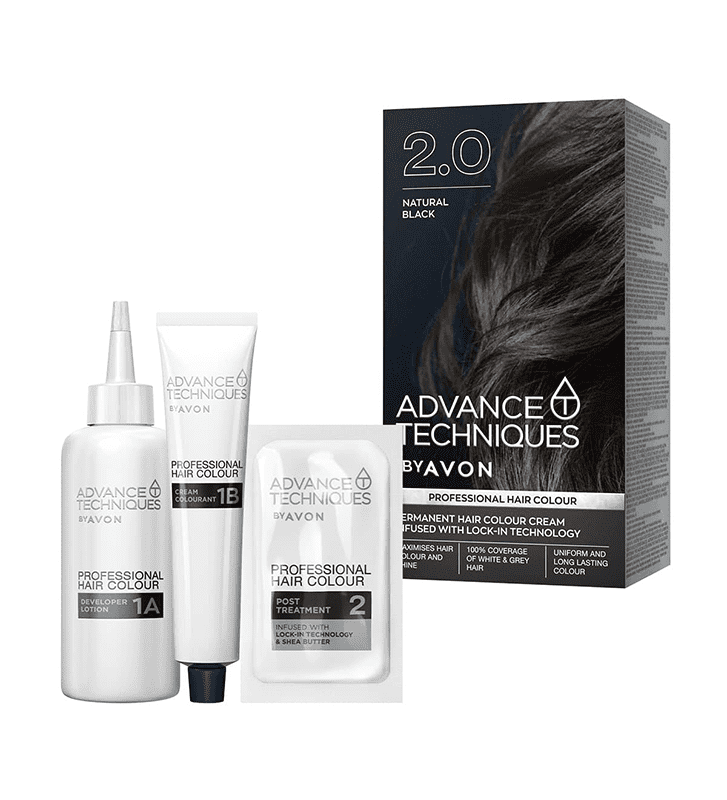 2.0
NATURAL
BLACK
ADVANCE
TECHNIQUES
BY AVON
PROFESSIONAL HAIR COLOUR
ERMANENT HAIR COLOUR CREAM
NFUSED WITH LOCK-IN TECHNOLOGY
AXIMISES HAIR
OLOUR AND
HINE
100% COVERAGE
OF WHITE & GREY
HAIR
UNIFORM AND
LONG LASTING
COLOUR
ADVANCE
TECHNIQUES
BY AVON
PROFESSIONAL
HAIR COLOUR
DEVELOPER
LOTION 1A
ADVANCE
TECHNIQUES
BY AVON
PROFESSIONAL
HAIR COLOUR
CREAM
COLOURANT 1B
ADVANCE
TECHNIQUES
BY AVON
PROFESSIONAL
HAIR COLOUR
POST
TREATMENT 2
INFUSED WITH
LOCK-IN TECHNOLOGY
& SHEA BUTTER